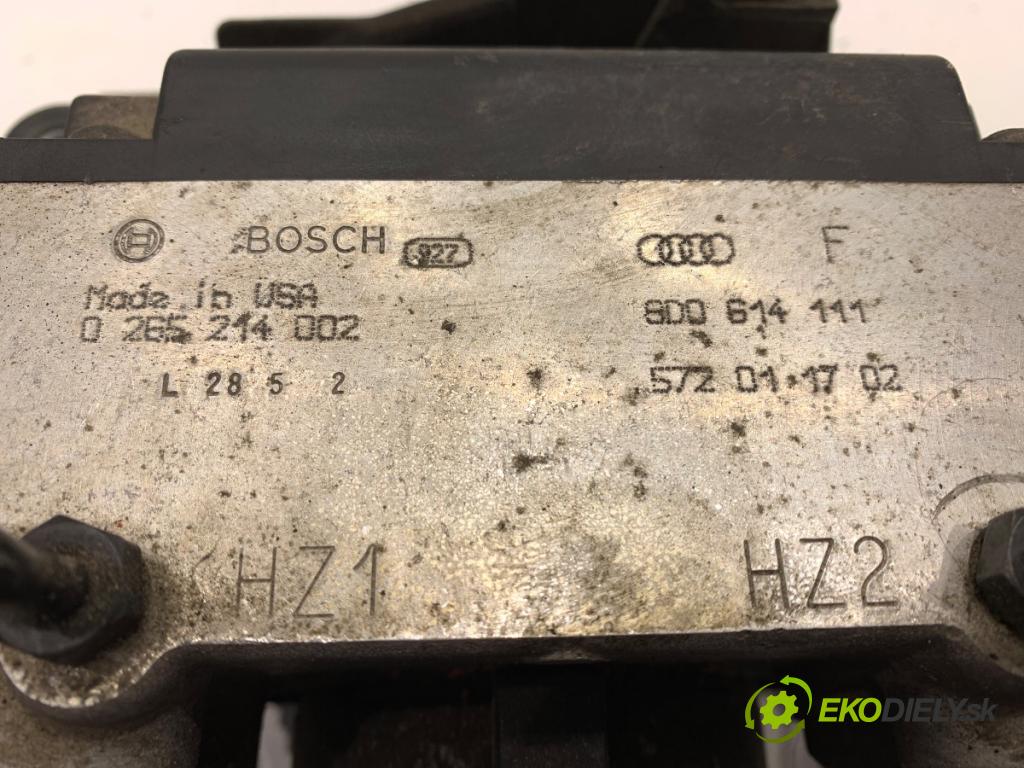 BOSCH 927 F
Made in USA
0 265 214 002 8D0 614 111
L 28 5 2 572 01 17 02
HZ1 HZ2
EKODIELY.sk